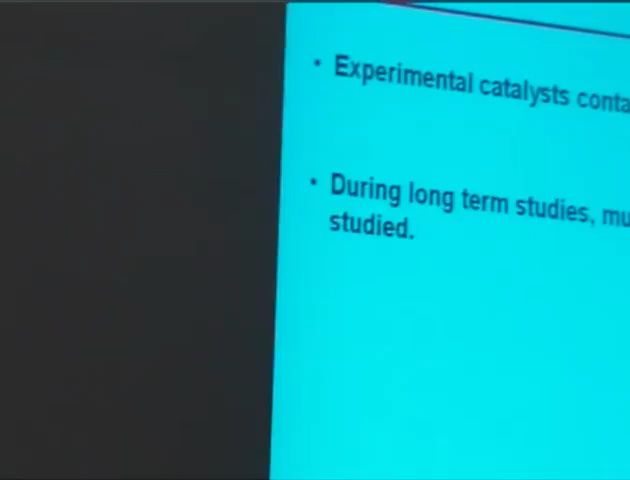 • Experimental catalysts conta
• During long term studies, mu
studied.